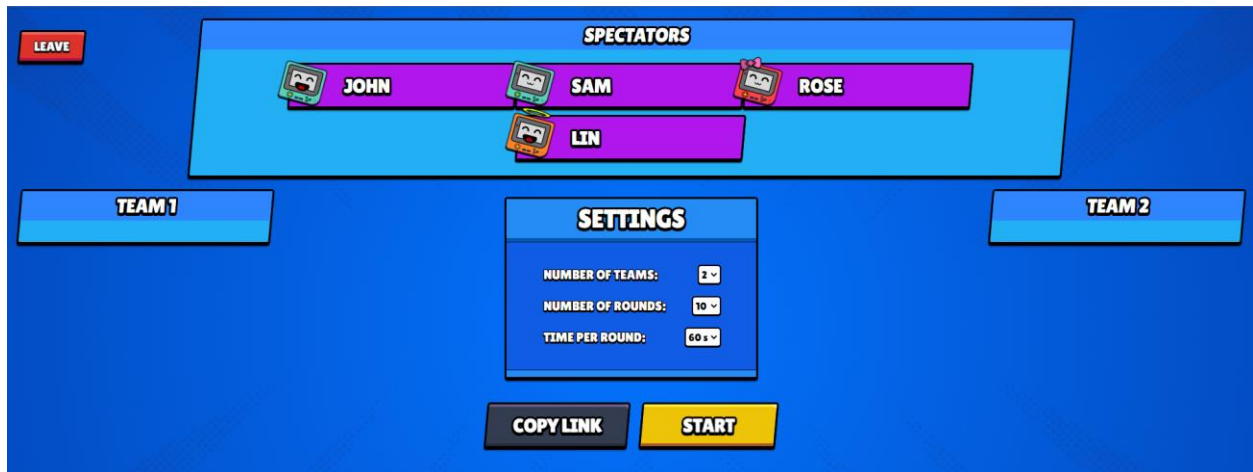 LEAVE
SPECTATORS
JOHN SAM ROSE
LIN
TEAM 1
TEAM 2
SETTINGS
NUMBER OF TEAMS: 2
NUMBER OF ROUNDS: 10
TIME PER ROUND: 60 s
COPY LINK
START